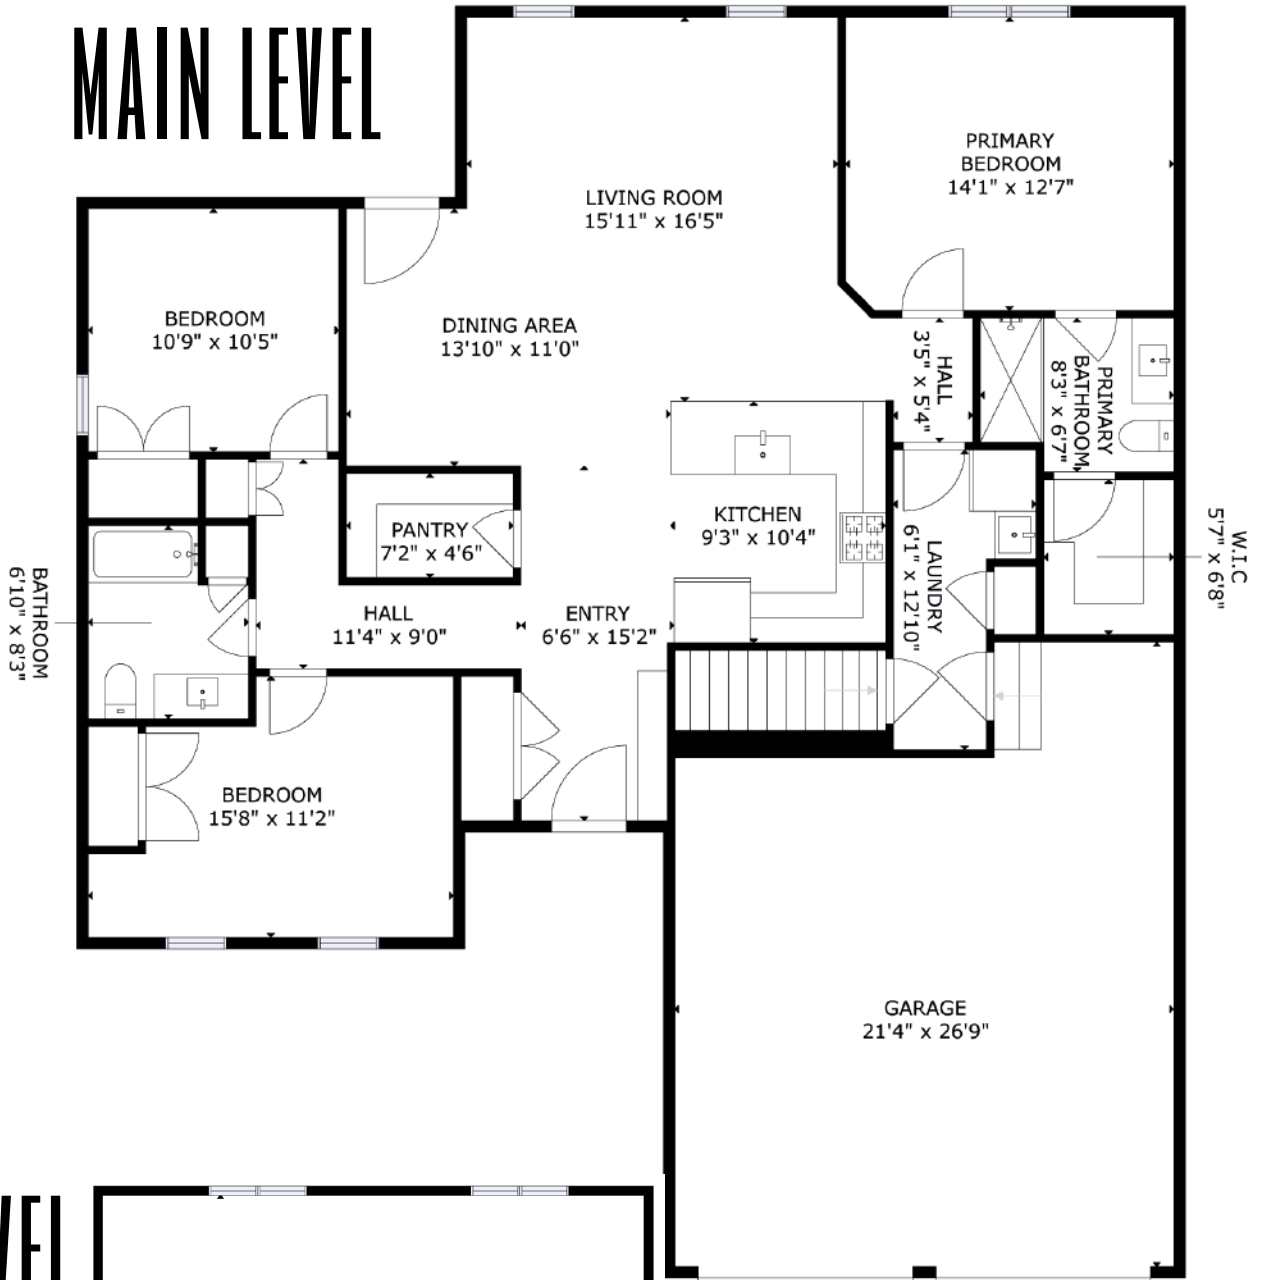 MAIN LEVEL
LIVING ROOM
15'11" x 16'5"
PRIMARY
BEDROOM
14'1" x 12'7"
BEDROOM
10'9" x 10'5"
DINING AREA
13'10" x 11'0"
HALL
3'5" x 5'4"
PRIMARY
BATHROOM
8'3" x 6'7"
PANTRY
7'2" x 4'6"
KITCHEN
9'3" x 10'4"
LAUNDRY
6'1" x 12'10"
W.I.C
5'7" x 6'8"
BATHROOM
6'10" x 8'3"
HALL
11'4" x 9'0"
ENTRY
6'6" x 15'2"
BEDROOM
15'8" x 11'2"
GARAGE
21'4" x 26'9"